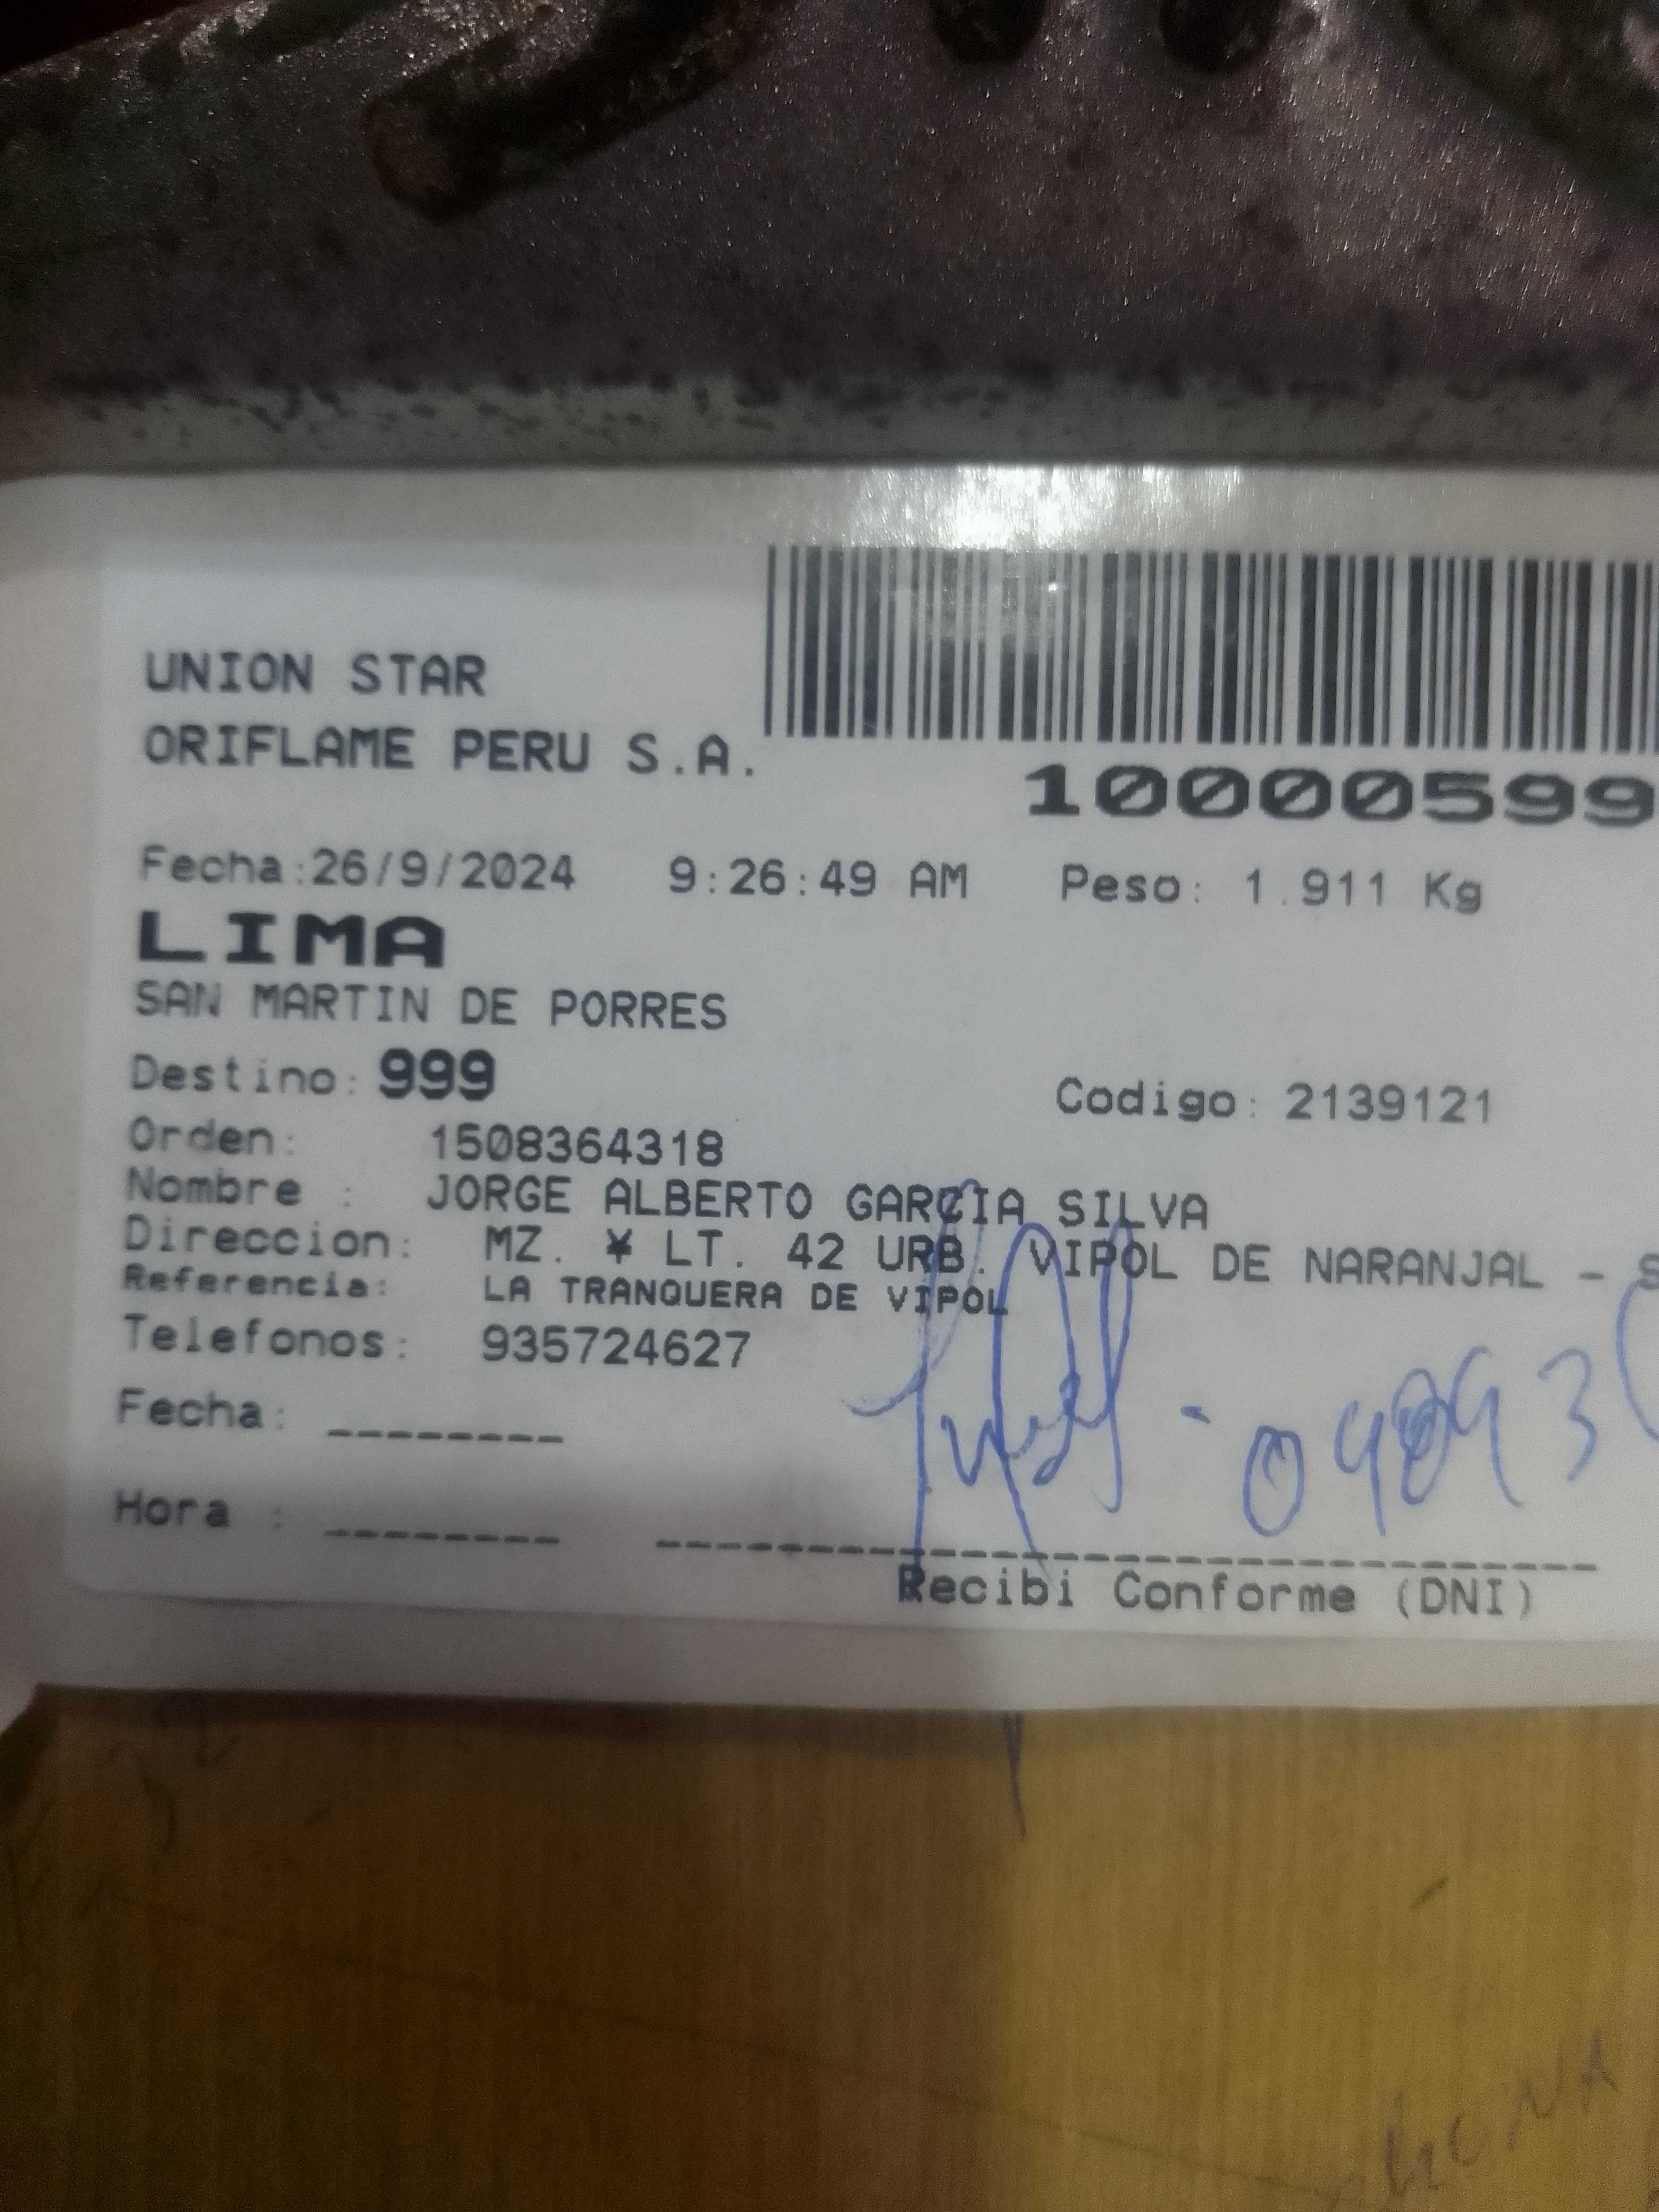 UNION STAR
ORIFLAME PERU S.A.
10000599
Fecha:26/9/2024 9:26:49 AM Peso: 1.911 Kg
LIMA
SAN MARTIN DE PORRES
Destino: 999 Codigo: 2139121
Orden: 1508364318
Nombre : JORGE ALBERTO GARCIA SILVA
Direccion: MZ. ¥ LT. 42 URB. VIPOL DE NARANJAL - S
Referencia: LA TRANQUERA DE VIPOL
Telefonos: 935724627
Fecha: ________
Hora : ________
Recibi Conforme (DNI)